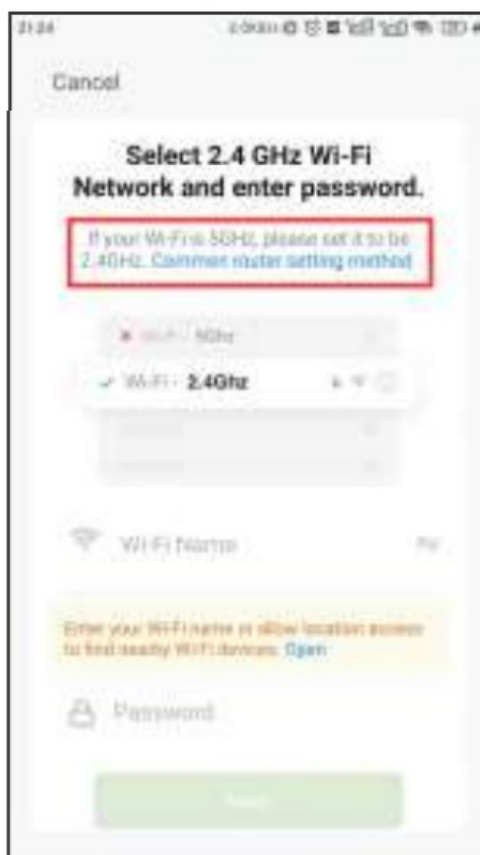 21:24
Cancel
Select 2.4 GHz Wi-Fi
Network and enter password.
If your Wi-Fi is 5GHz, please set it to be
2.4GHz. Common router setting method
Wi-Fi - 5Ghz
Wi-Fi - 2.4Ghz
Wi-Fi Name
Enter your Wi-Fi name or allow location access
to find nearby Wi-Fi devices. Open
Password